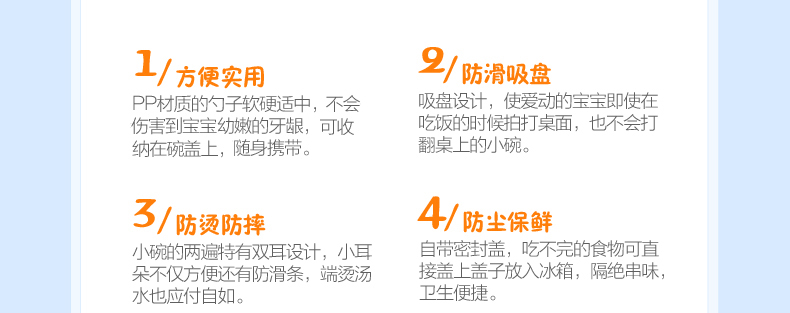 1/方便实用
PP材质的勺子软硬适中，不会
伤害到宝宝幼嫩的牙龈，可收
纳在碗盖上，随身携带。
2/防滑吸盘
吸盘设计，使爱动的宝宝即使在
吃饭的时候拍打桌面，也不会打
翻桌上的小碗。
3/防烫防摔
小碗的两遍特有双耳设计，小耳
朵不仅方便还有防滑条，端烫汤
水也应付自如。
4/防尘保鲜
自带密封盖，吃不完的食物可直
接盖上盖子放入冰箱，隔绝串味，
卫生便捷。